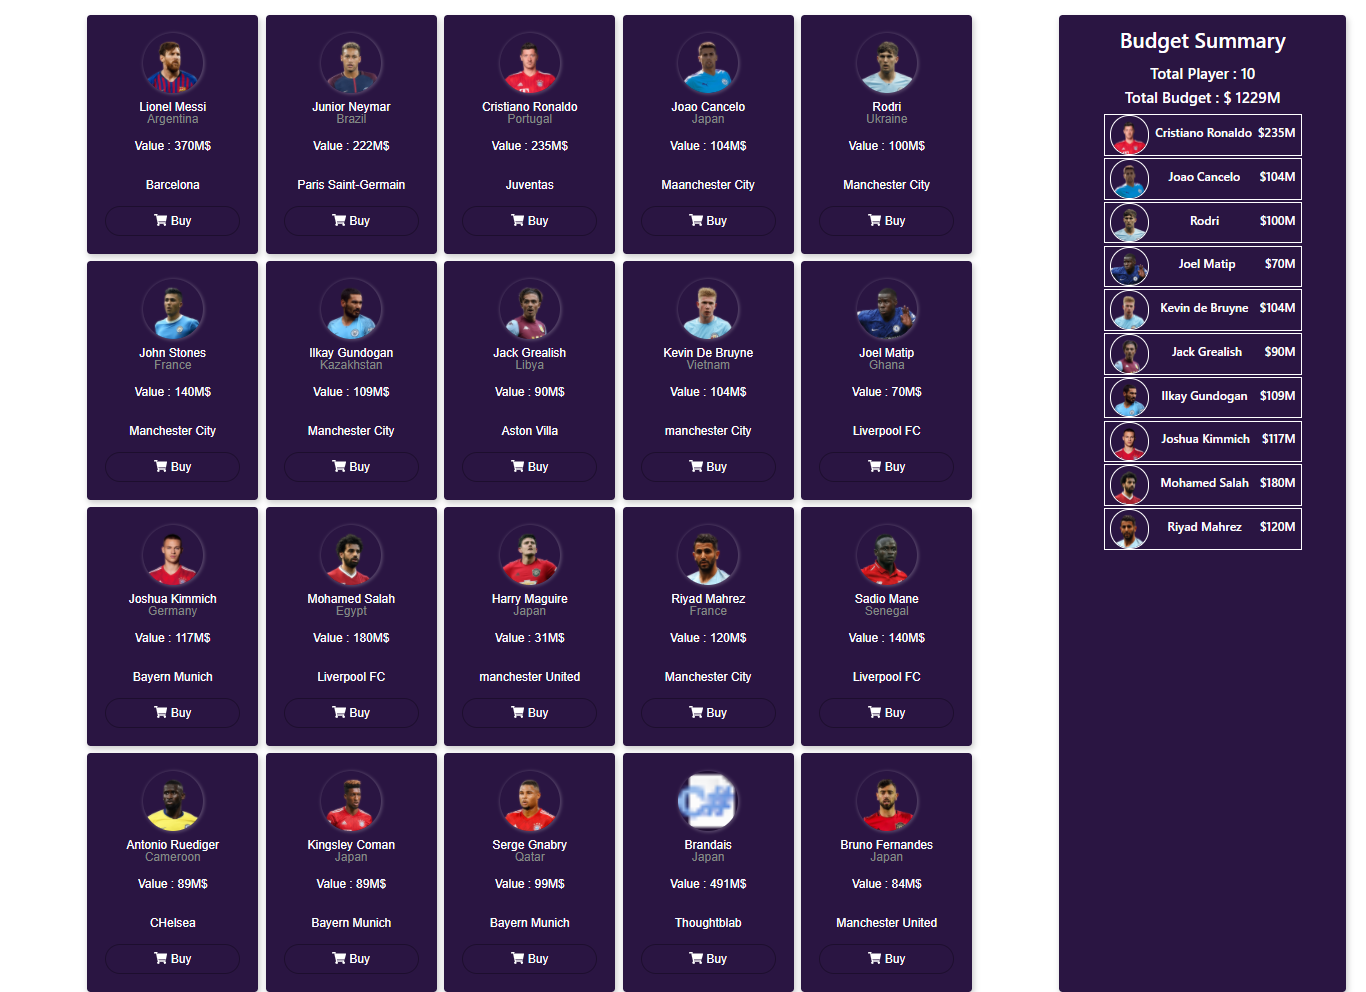 Lionel Messi
Argentina
Value : 370M$
Barcelona
Buy
Junior Neymar
Brazil
Value : 222M$
Paris Saint-Germain
Buy
Cristiano Ronaldo
Portugal
Value : 235M$
Juventas
Buy
Joao Cancelo
Japan
Value : 104M$
Maanchester City
Buy
Rodri
Ukraine
Value : 100M$
Manchester City
Buy
John Stones
France
Value : 140M$
Manchester City
Buy
Ilkay Gundogan
Kazakhstan
Value : 109M$
Manchester City
Buy
Jack Grealish
Libya
Value : 90M$
Aston Villa
Buy
Kevin De Bruyne
Vietnam
Value : 104M$
manchester City
Buy
Joel Matip
Ghana
Value : 70M$
Liverpool FC
Buy
Joshua Kimmich
Germany
Value : 117M$
Bayern Munich
Buy
Mohamed Salah
Egypt
Value : 180M$
Liverpool FC
Buy
Harry Maguire
Japan
Value : 31M$
manchester United
Buy
Riyad Mahrez
France
Value : 120M$
Manchester City
Buy
Sadio Mane
Senegal
Value : 140M$
Liverpool FC
Buy
Antonio Ruediger
Cameroon
Value : 89M$
CHelsea
Buy
Kingsley Coman
Japan
Value : 89M$
Bayern Munich
Buy
Serge Gnabry
Qatar
Value : 99M$
Bayern Munich
Buy
C#
Brandais
Japan
Value : 491M$
Thoughtblab
Buy
Bruno Fernandes
Japan
Value : 84M$
Manchester United
Buy
Budget Summary
Total Player : 10
Total Budget : $ 1229M
Cristiano Ronaldo $235M
Joao Cancelo $104M
Rodri $100M
Joel Matip $70M
Kevin de Bruyne $104M
Jack Grealish $90M
Ilkay Gundogan $109M
Joshua Kimmich $117M
Mohamed Salah $180M
Riyad Mahrez $120M